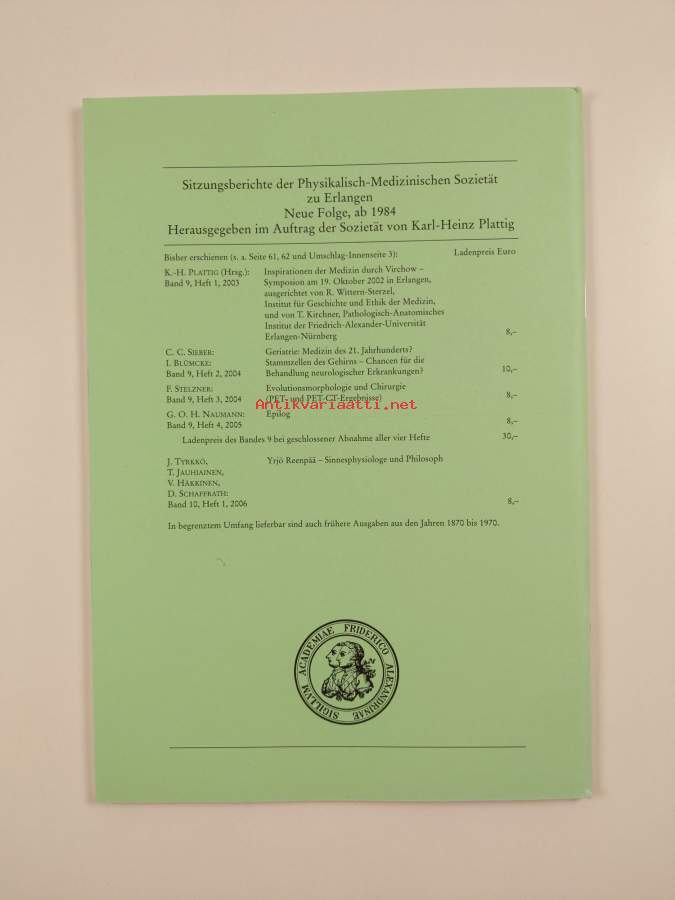 Sitzungsberichte der Physikalisch-Medizinischen Sozietät
zu Erlangen
Neue Folge, ab 1984
Herausgegeben im Auftrag der Sozietät von Karl-Heinz Plattig
Bisher erschienen (s. a. Seite 61, 62 und Umschlag-Innenseite 3): Ladenpreis Euro
K.-H. PLATTIG (Hrsg.): Inspirationen der Medizin durch Virchow –
Band 9, Heft 1, 2003 Symposion am 19. Oktober 2002 in Erlangen,
ausgerichtet von R. Wittern-Sterzel,
Institut für Geschichte und Ethik der Medizin,
und von T. Kirchner, Pathologisch-Anatomisches
Institut der Friedrich-Alexander-Universität
Erlangen-Nürnberg 8,–
C. C. SIEBER: Geriatrie: Medizin des 21. Jahrhunderts?
I. BLÜMCKE: Stammzellen des Gehirns – Chancen für die
Band 9, Heft 2, 2004 Behandlung neurologischer Erkrankungen? 10,–
F. STELZNER: Evolutionsmorphologie und Chirurgie
Band 9, Heft 3, 2004 (PET- und PET-CT-Ergebnisse) 8,–
Antikvariaatti.net
G. O. H. NAUMANN: Epilog
Band 9, Heft 4, 2005 8,–
Ladenpreis des Bandes 9 bei geschlossener Abnahme aller vier Hefte 30,–
J. TYRKKÖ, Yrjö Reenpää – Sinnesphysiologe und Philosoph
T. JAUHIAINEN,
V. HÄKKINEN,
D. SCHAFFRATH:
Band 10, Heft 1, 2006 8,–
In begrenztem Umfang lieferbar sind auch frühere Ausgaben aus den Jahren 1870 bis 1970.
SIGILLVM ACADEMIAE FRIDERICO ALEXANDRINAE